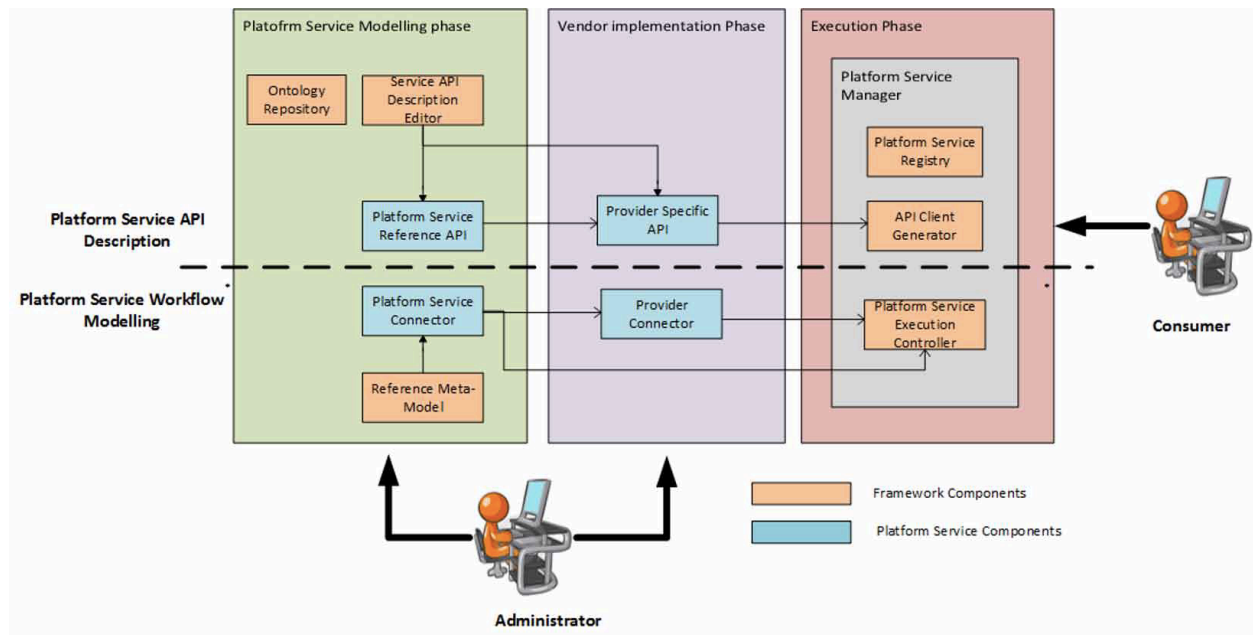 Platofrm Service Modelling phase
Vendor implementation Phase
Execution Phase
Platform Service
Manager
Ontology
Repository
Service API
Description
Editor
Platform Service
Registry
Platform Service API
Description
Platform Service
Reference API
Provider Specific
API
API Client
Generator
Platform Service Workflow
Modelling
Platform Service
Connector
Provider
Connector
Platform Service
Execution
Controller
Consumer
Reference Meta-
Model
Framework Components
Platform Service Components
Administrator